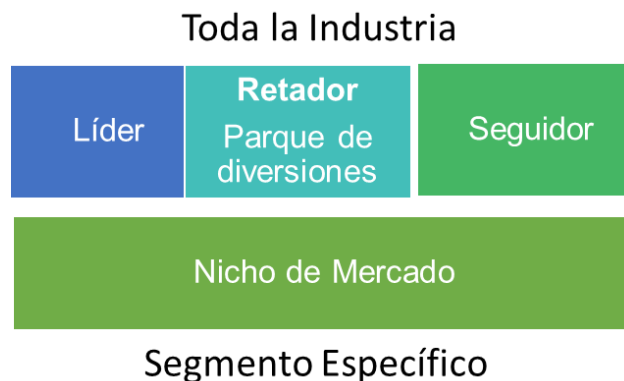 Toda la Industria
Líder
Retador
Parque de
diversiones
Seguidor
Nicho de Mercado
Segmento Específico